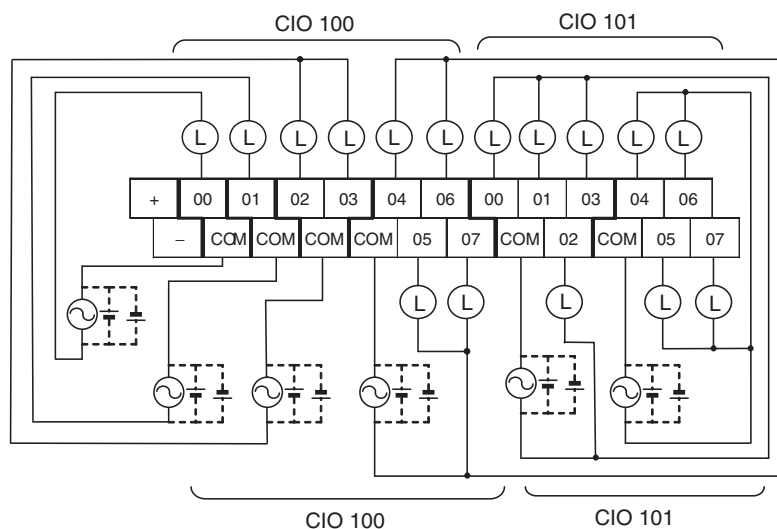 CIO 100 CIO 101
L L L L L L L L L L L
+ 00 01 02 03 04 06 00 01 03 04 06
− COM COM COM COM 05 07 COM 02 COM 05 07
L L L L L
CIO 100 CIO 101